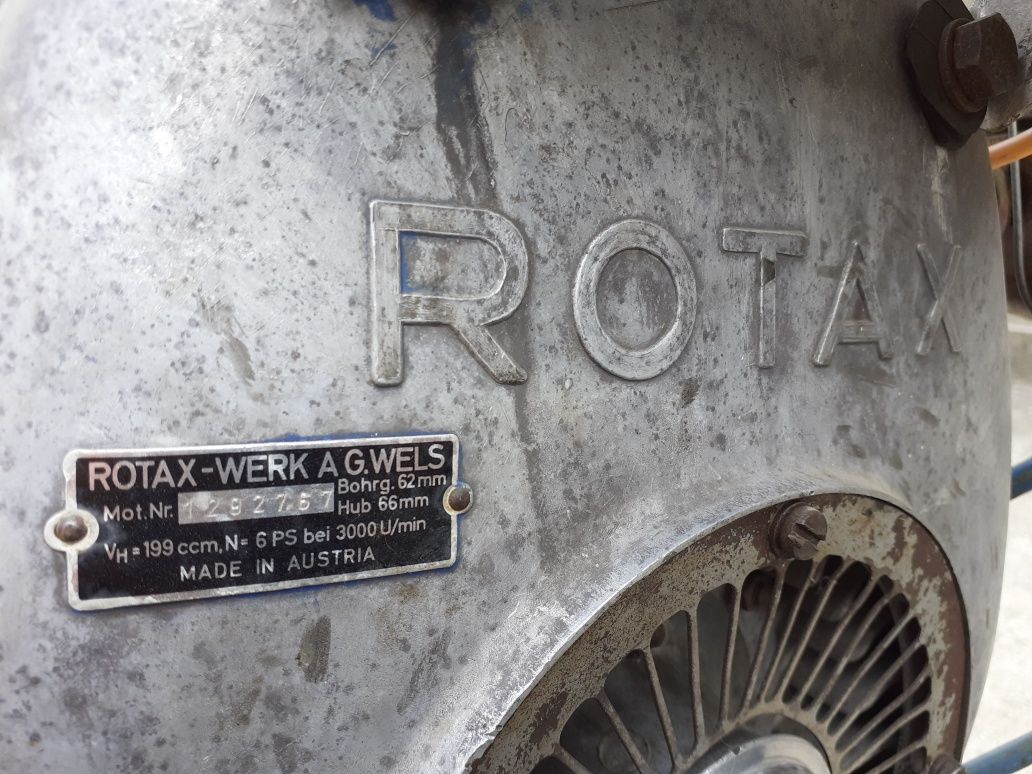 ROTAX
ROTAX-WERK A G.WELS
Bohrg. 62mm
Mot. Nr. 1292767
Hub 66mm
VH = 199 ccm, N = 6 PS bei 3000 U/min
MADE IN AUSTRIA